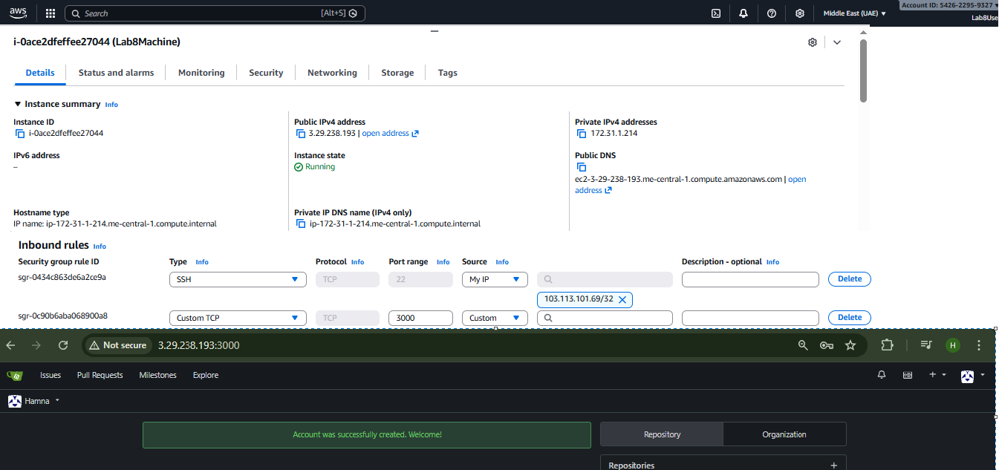 aws Search [Alt+S] Middle East (UAE) Account ID: 5426-2295-9327
Lab8Use
i-0ace2dfeffee27044 (Lab8Machine)
Details Status and alarms Monitoring Security Networking Storage Tags
Instance summary Info
Instance ID Public IPv4 address Private IPv4 addresses
i-0ace2dfeffee27044 3.29.238.193 | open address 172.31.1.214
IPv6 address Instance state Public DNS
– Running
ec2-3-29-238-193.me-central-1.compute.amazonaws.com | open
address
Hostname type Private IP DNS name (IPv4 only)
IP name: ip-172-31-1-214.me-central-1.compute.internal ip-172-31-1-214.me-central-1.compute.internal
Inbound rules Info
Security group rule ID Type Info Protocol Info Port range Info Source Info Description - optional Info
sgr-0434c863de6a2ce9a SSH TCP 22 My IP Delete
103.113.101.69/32
sgr-0c90b6aba068900a8 Custom TCP TCP 3000 Custom Delete
Not secure 3.29.238.193:3000 H
Issues Pull Requests Milestones Explore
Hamna
Account was successfully created. Welcome! Repository Organization
Repositories +